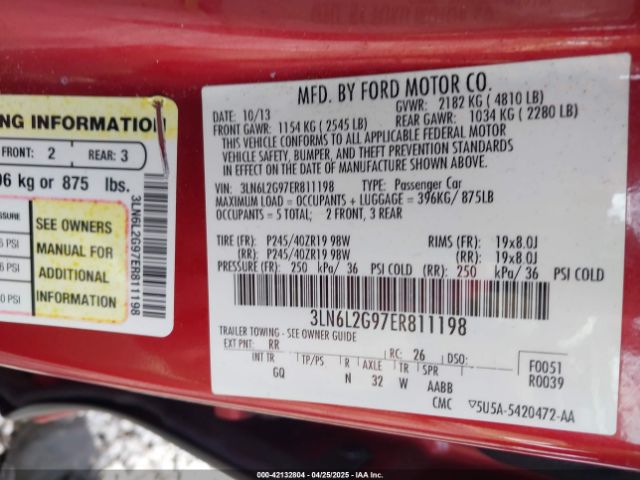 NG INFORMATION
FRONT: 2 REAR: 3
96 kg or 875 lbs.
SEE OWNERS
MANUAL FOR
ADDITIONAL
INFORMATION
PSI
PSI
PSI
3LN6L2G97ER811198
MFD. BY FORD MOTOR CO.
DATE: 10/13 GVWR: 2182 KG ( 4810 LB)
FRONT GAWR: 1154 KG ( 2545 LB) REAR GAWR: 1034 KG ( 2280 LB)
THIS VEHICLE CONFORMS TO ALL APPLICABLE FEDERAL MOTOR
VEHICLE SAFETY, BUMPER, AND THEFT PREVENTION STANDARDS
IN EFFECT ON THE DATE OF MANUFACTURE SHOWN ABOVE.
VIN: 3LN6L2G97ER811198 TYPE: Passenger Car
MAXIMUM LOAD = OCCUPANTS + LUGGAGE = 396KG/ 875LB
OCCUPANTS = 5 TOTAL; 2 FRONT, 3 REAR
TIRE (FR): P245/40ZR19 98W RIMS (FR): 19x8.0J
(RR): P245/40ZR19 98W (RR): 19x8.0J
PRESSURE (FR): 250 kPa/ 36 PSI COLD (RR): 250 kPa/ 36 PSI COLD
3LN6L2G97ER811198
TRAILER TOWING - SEE OWNER GUIDE
EXT PNT: RR RC: 26 DSO:
INT TR TP/PS R AXLE TR SPR
GQ N 32 W AABB
CMC
F0051
R0039
▽5U5A-5420472-AA
000-42132804 - 04/25/2025 - IAAI.COM